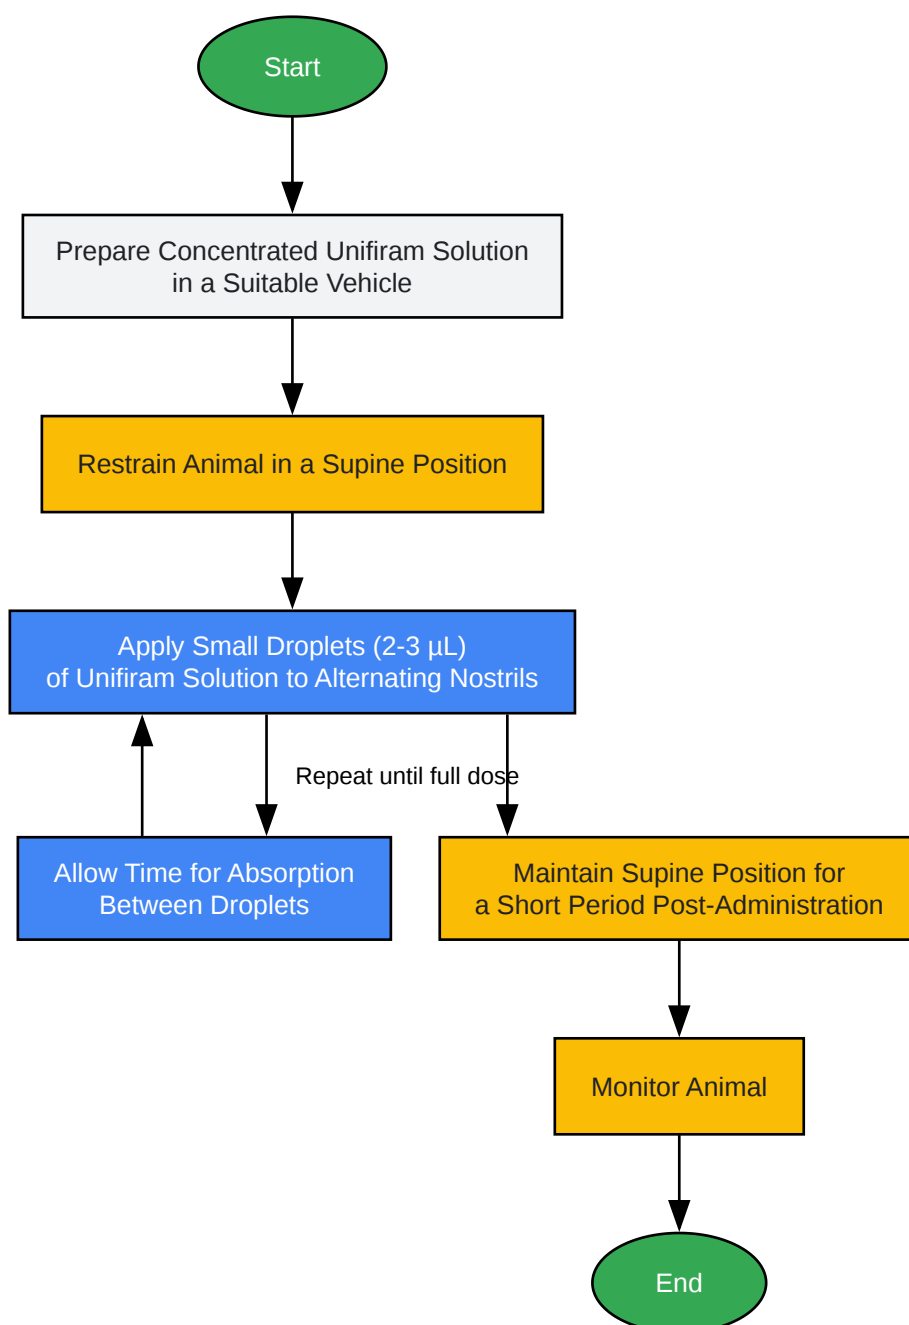 Start
Prepare Concentrated Unifiram Solution
in a Suitable Vehicle
Restrain Animal in a Supine Position
Apply Small Droplets (2-3 µL)
of Unifiram Solution to Alternating Nostrils
Repeat until full dose
Allow Time for Absorption
Between Droplets
Maintain Supine Position for
a Short Period Post-Administration
Monitor Animal
End